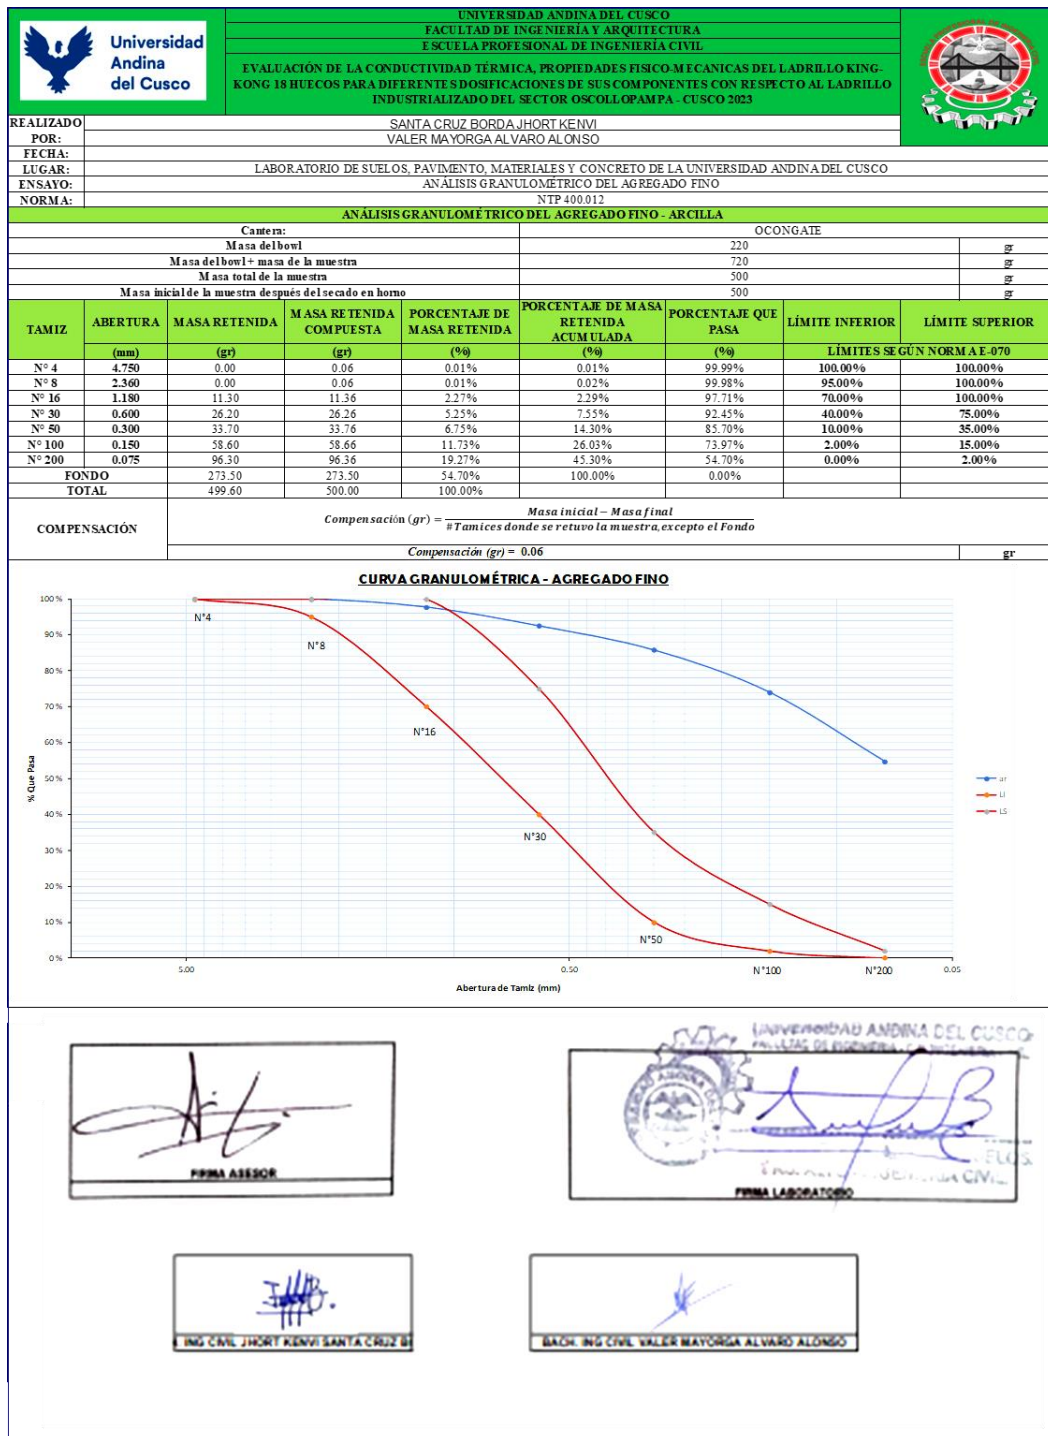 Universidad
Andina
del Cusco
UNIVERSIDAD ANDINA DEL CUSCO
FACULTAD DE INGENIERÍA Y ARQUITECTURA
ESCUELA PROFESIONAL DE INGENIERÍA CIVIL
EVALUACIÓN DE LA CONDUCTIVIDAD TÉRMICA, PROPIEDADES FISICO-MECANICAS DEL LADRILLO KING-
KONG 18 HUECOS PARA DIFERENTES DOSIFICACIONES DE SUS COMPONENTES CON RESPECTO AL LADRILLO
INDUSTRIALIZADO DEL SECTOR OSCOLLOPAMPA - CUSCO 2023
REALIZADO POR: SANTA CRUZ BORDA JHORT KENVI
VALER MAYORGA ALVARO ALONSO
FECHA:
LUGAR: LABORATORIO DE SUELOS, PAVIMENTO, MATERIALES Y CONCRETO DE LA UNIVERSIDAD ANDINA DEL CUSCO
ENSAYO: ANÁLISIS GRANULOMÉTRICO DEL AGREGADO FINO
NORMA: NTP 400.012
ANÁLISIS GRANULOMÉTRICO DEL AGREGADO FINO - ARCILLA
Cantera: OCONGATE
Masa del bowl 220 gr
Masa del bowl + masa de la muestra 720 gr
Masa total de la muestra 500 gr
Masa inicial de la muestra después del secado en horno 500 gr
TAMIZ ABERTURA MASA RETENIDA MASA RETENIDA COMPUESTA PORCENTAJE DE MASA RETENIDA PORCENTAJE DE MASA RETENIDA ACUMULADA PORCENTAJE QUE PASA LÍMITE INFERIOR LÍMITE SUPERIOR
(mm) (gr) (gr) (%) (%) (%) LÍMITES SEGÚN NORMA E-070
N° 4 4.750 0.00 0.06 0.01% 0.01% 99.99% 100.00% 100.00%
N° 8 2.360 0.00 0.06 0.01% 0.02% 99.98% 95.00% 100.00%
N° 16 1.180 11.30 11.36 2.27% 2.29% 97.71% 70.00% 100.00%
N° 30 0.600 26.20 26.26 5.25% 7.55% 92.45% 40.00% 75.00%
N° 50 0.300 33.70 33.76 6.75% 14.30% 85.70% 10.00% 35.00%
N° 100 0.150 58.60 58.66 11.73% 26.03% 73.97% 2.00% 15.00%
N° 200 0.075 96.30 96.36 19.27% 45.30% 54.70% 0.00% 2.00%
FONDO 273.50 273.50 54.70% 100.00% 0.00%
TOTAL 499.60 500.00 100.00%
COMPENSACIÓN
Compensación (gr) = Masa inicial − Masa final
#Tamices donde se retuvo la muestra, excepto el Fondo
Compensación (gr) = 0.06 gr
CURVA GRANULOMÉTRICA - AGREGADO FINO
100 %
90 %
80 %
70 %
60 %
50 %
40 %
30 %
20 %
10 %
0 %
% Que Pasa
N°4
N°8
N°16
N°30
N°50
N°100
N°200
5.00 0.50 0.05
Abertura de Tamiz (mm)
ar
LI
LS
UNIVERSIDAD ANDINA DEL CUSCO
FIRMA ASESOR
FIRMA LABORATORIO
ING CIVIL JHORT KENVI SANTA CRUZ B
BACH. ING CIVIL VALER MAYORGA ALVARO ALONSO